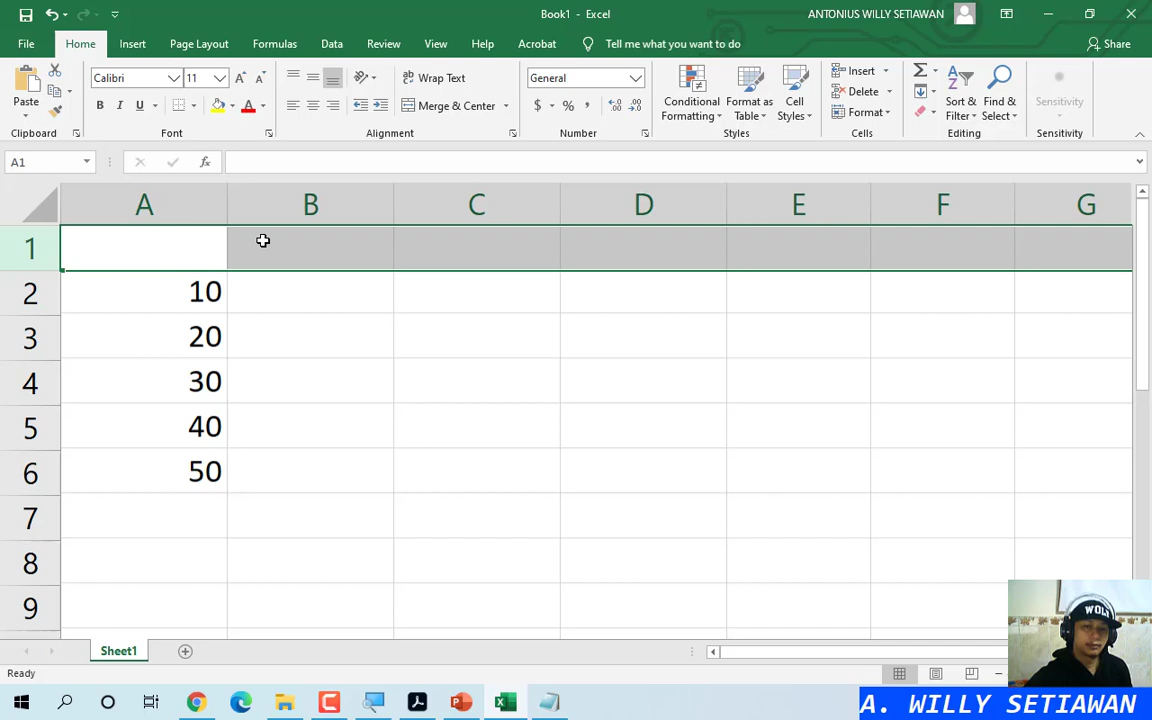 Book1 - Excel
ANTONIUS WILLY SETIAWAN
File Home Insert Page Layout Formulas Data Review View Help Acrobat Tell me what you want to do Share
Paste
Calibri 11
Wrap Text
General
B I U
A
Merge & Center
$ % ,
Conditional Formatting
Format as Table
Cell Styles
Insert
Delete
Format
Sort & Filter
Find & Select
Sensitivity
Clipboard Font Alignment Number Styles Cells Editing Sensitivity
A1 fx
A B C D E F G
1
2 10
3 20
4 30
5 40
6 50
7
8
9
WOLF
Sheet1
Ready
A. WILLY SETIAWAN